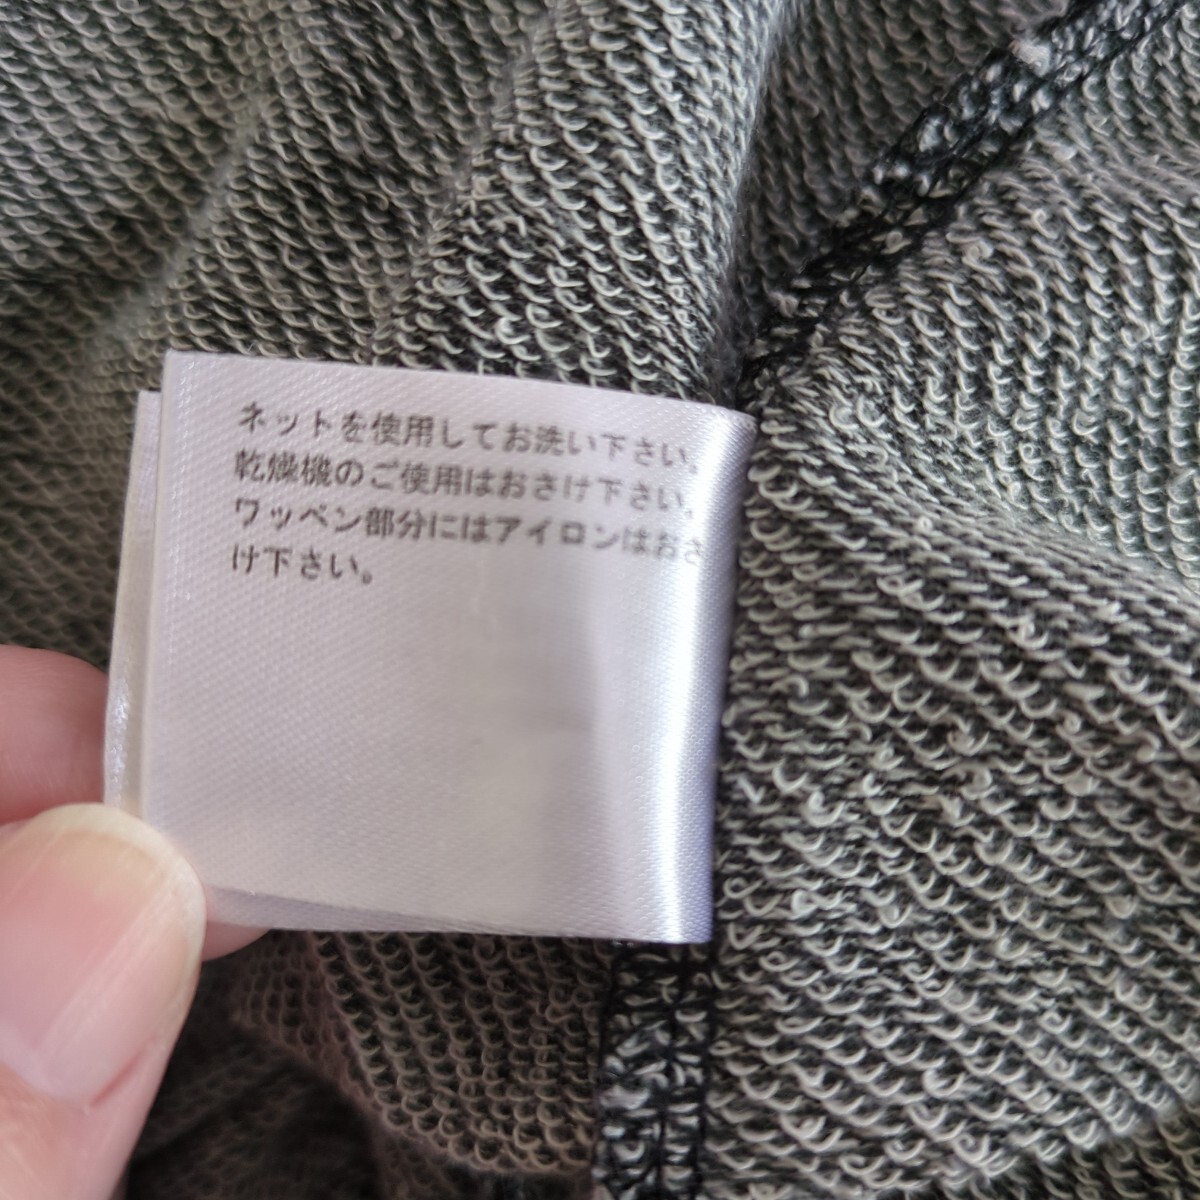 ネットを使用してお洗い下さい。
乾燥機のご使用はおさけ下さい。
ワッペン部分にはアイロンはおさ
け下さい。